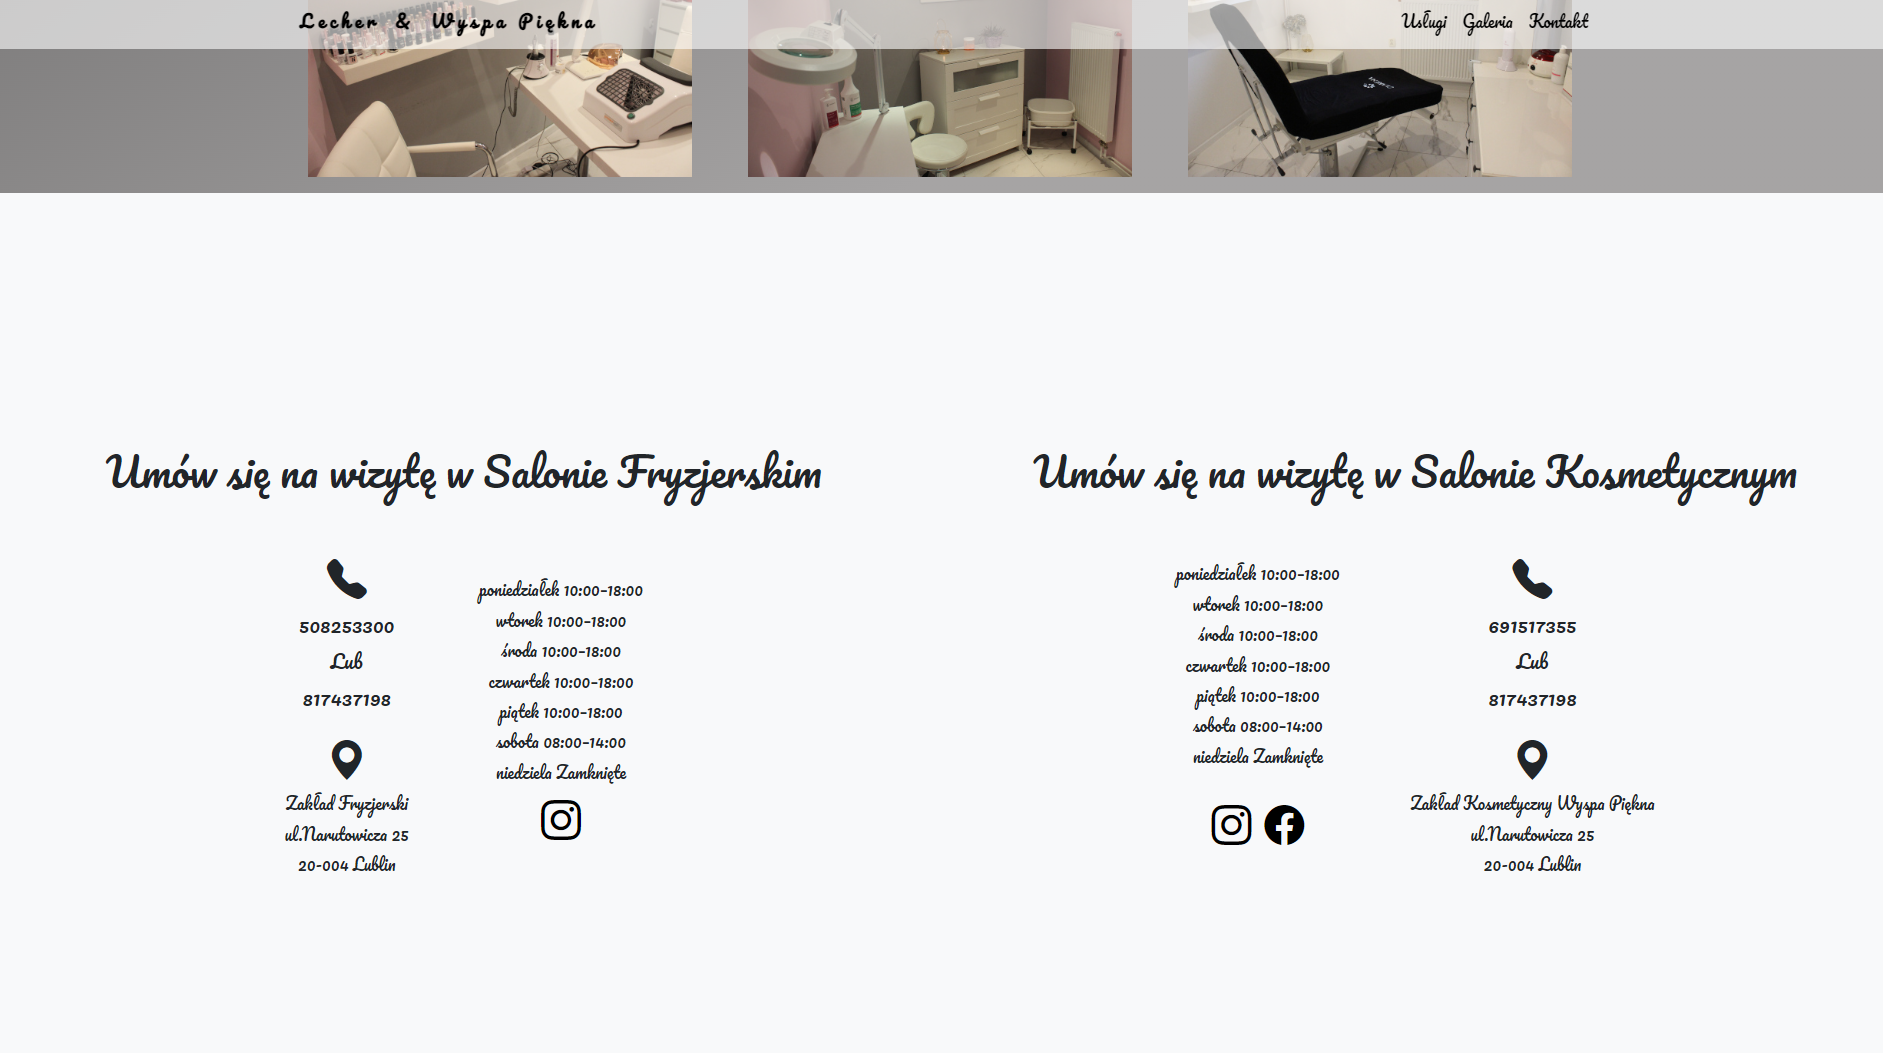 Lecher & Wyspa Piękna
Usługi Galeria Kontakt
Umów się na wizytę w Salonie Fryzjerskim
508253300
Lub
817437198
Zakład Fryzjerski
ul.Narutowicza 25
20-004 Lublin
poniedziałek 10:00-18:00
wtorek 10:00-18:00
środa 10:00-18:00
czwartek 10:00-18:00
piątek 10:00-18:00
sobota 08:00-14:00
niedziela Zamknięte
Umów się na wizytę w Salonie Kosmetycznym
poniedziałek 10:00-18:00
wtorek 10:00-18:00
środa 10:00-18:00
czwartek 10:00-18:00
piątek 10:00-18:00
sobota 08:00-14:00
niedziela Zamknięte
691517355
Lub
817437198
Zakład Kosmetyczny Wyspa Piękna
ul.Narutowicza 25
20-004 Lublin